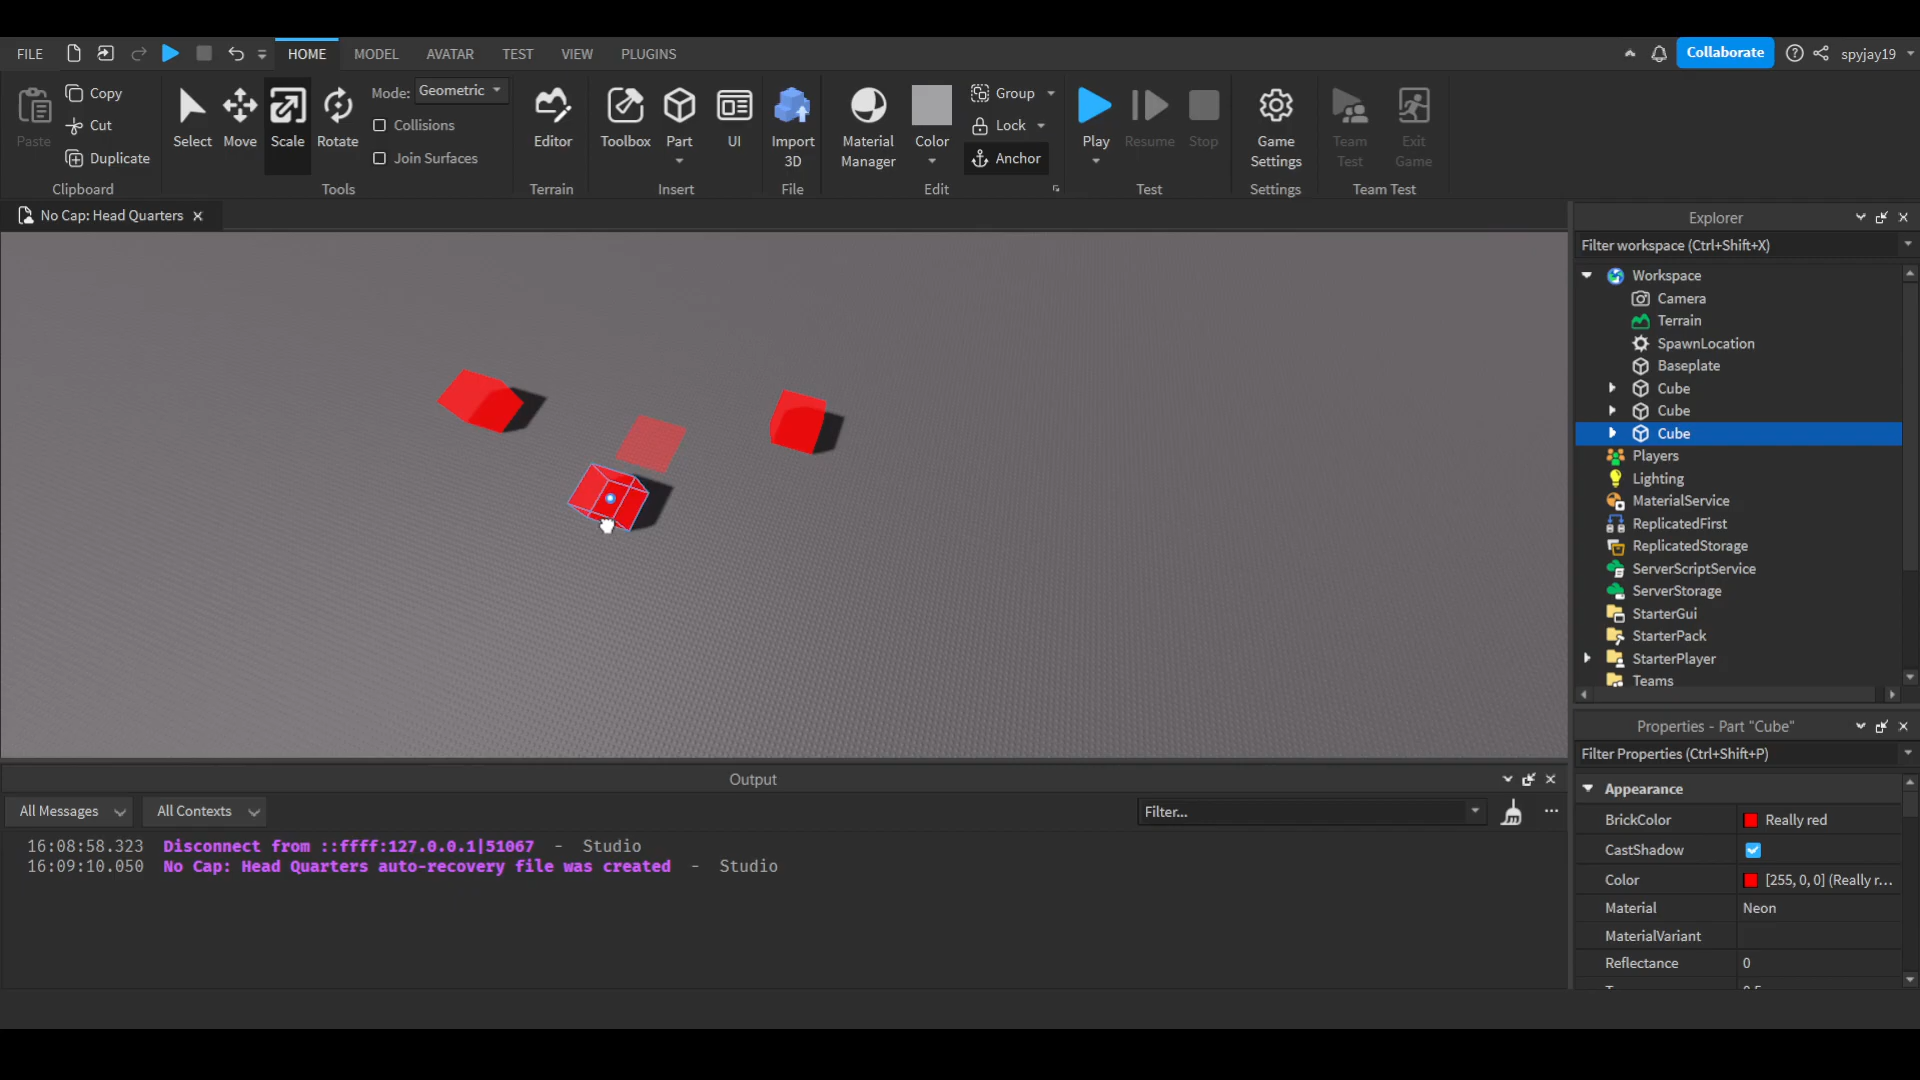 FILE
HOME
MODEL
AVATAR
TEST
VIEW
PLUGINS
Collaborate
spyjay19
Paste
Copy
Cut
Duplicate
Clipboard
Select
Move
Scale
Rotate
Mode: Geometric
Collisions
Join Surfaces
Tools
Editor
Terrain
Toolbox
Part
UI
Insert
Import
3D
File
Material
Manager
Color
Group
Lock
Anchor
Edit
Play
Resume
Stop
Test
Game
Settings
Settings
Team
Test
Exit
Game
Team Test
No Cap: Head Quarters
Explorer
Filter workspace (Ctrl+Shift+X)
Workspace
Camera
Terrain
SpawnLocation
Baseplate
Cube
Cube
Cube
Players
Lighting
MaterialService
ReplicatedFirst
ReplicatedStorage
ServerScriptService
ServerStorage
StarterGui
StarterPack
StarterPlayer
Teams
Properties - Part "Cube"
Filter Properties (Ctrl+Shift+P)
Appearance
BrickColor Really red
CastShadow
Color [255, 0, 0] (Really r...
Material Neon
MaterialVariant
Reflectance 0
Output
All Messages
All Contexts
Filter...
16:08:58.323 Disconnect from ::ffff:127.0.0.1|51067 - Studio
16:09:10.050 No Cap: Head Quarters auto-recovery file was created - Studio